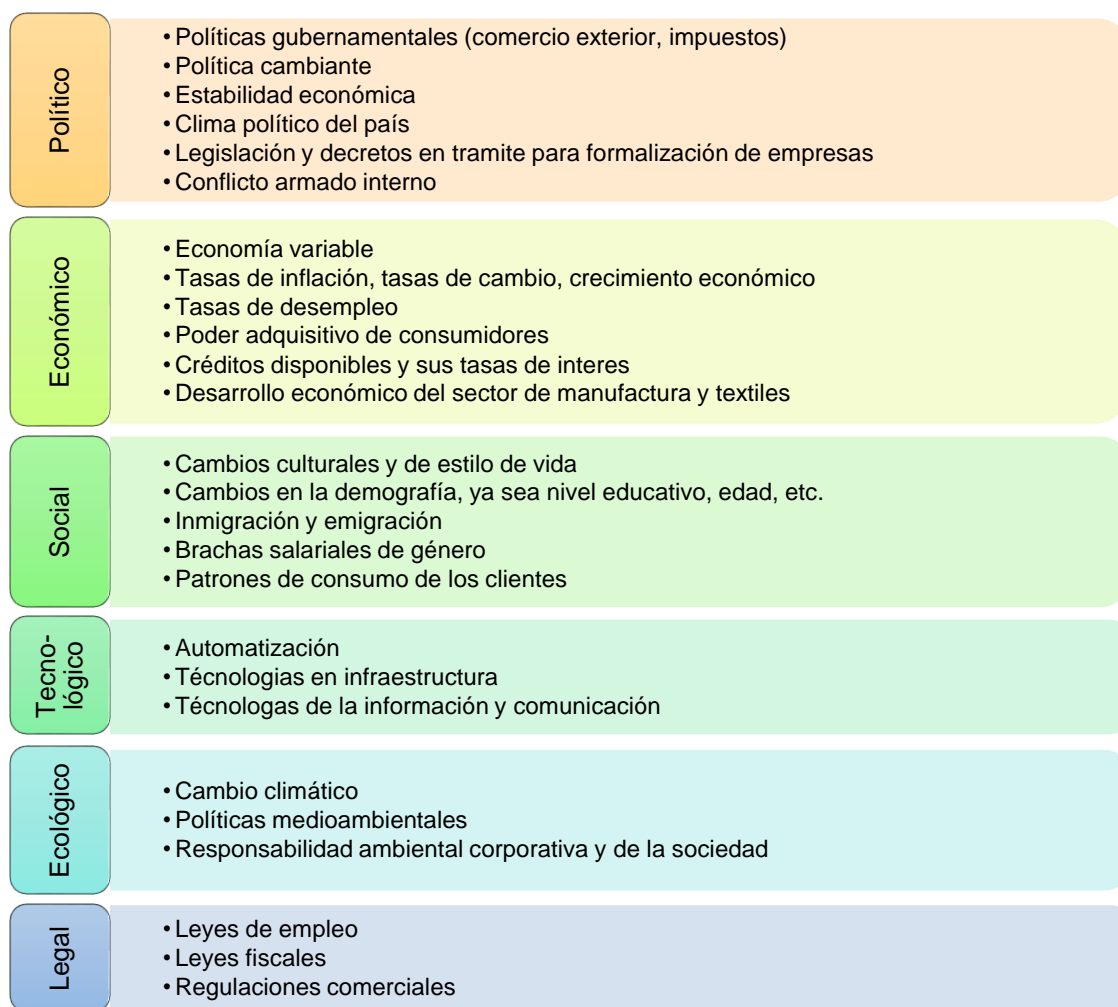 Político
• Políticas gubernamentales (comercio exterior, impuestos)
• Política cambiante
• Estabilidad económica
• Clima político del país
• Legislación y decretos en tramite para formalización de empresas
• Conflicto armado interno
Económico
• Economía variable
• Tasas de inflación, tasas de cambio, crecimiento económico
• Tasas de desempleo
• Poder adquisitivo de consumidores
• Créditos disponibles y sus tasas de interes
• Desarrollo económico del sector de manufactura y textiles
Social
• Cambios culturales y de estilo de vida
• Cambios en la demografía, ya sea nivel educativo, edad, etc.
• Inmigración y emigración
• Brachas salariales de género
• Patrones de consumo de los clientes
Tecno-
lógico
• Automatización
• Técnologias en infraestructura
• Técnologas de la información y comunicación
Ecológico
• Cambio climático
• Políticas medioambientales
• Responsabilidad ambiental corporativa y de la sociedad
Legal
• Leyes de empleo
• Leyes fiscales
• Regulaciones comerciales